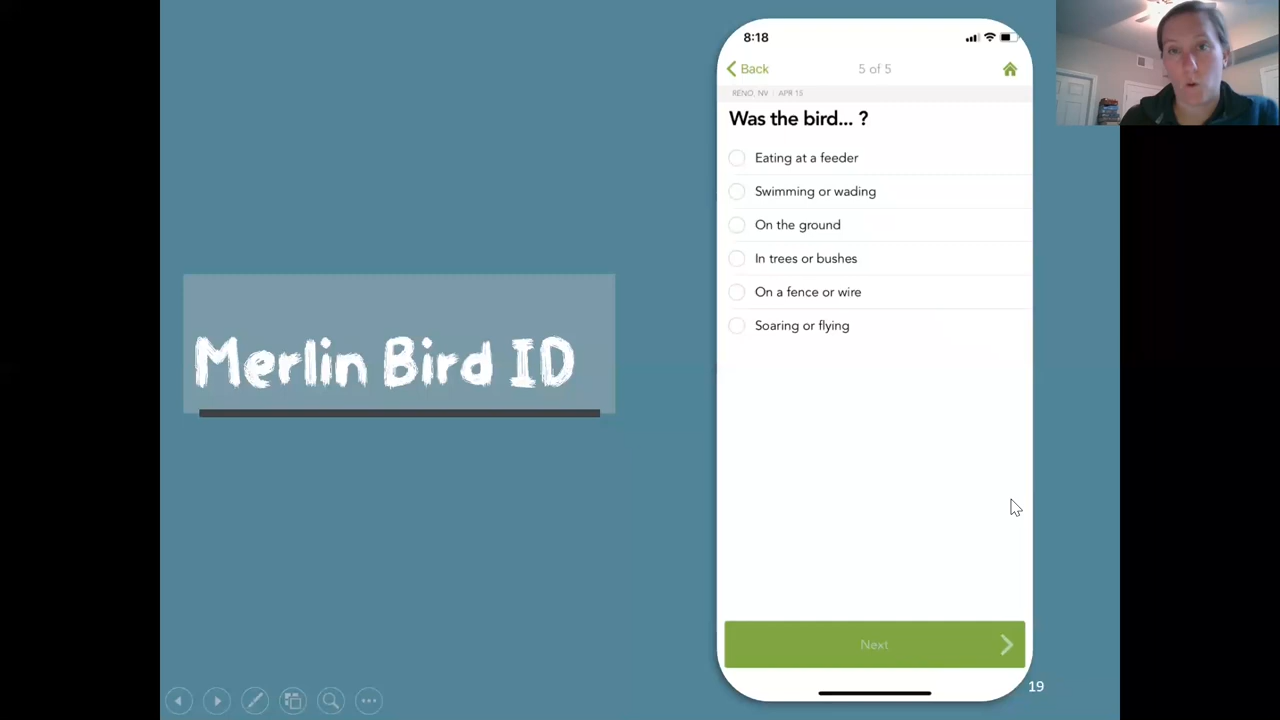 Merlin Bird ID
8:18
Back
5 of 5
RENO, NV | APR 15
Was the bird... ?
Eating at a feeder
Swimming or wading
On the ground
In trees or bushes
On a fence or wire
Soaring or flying
Next
19